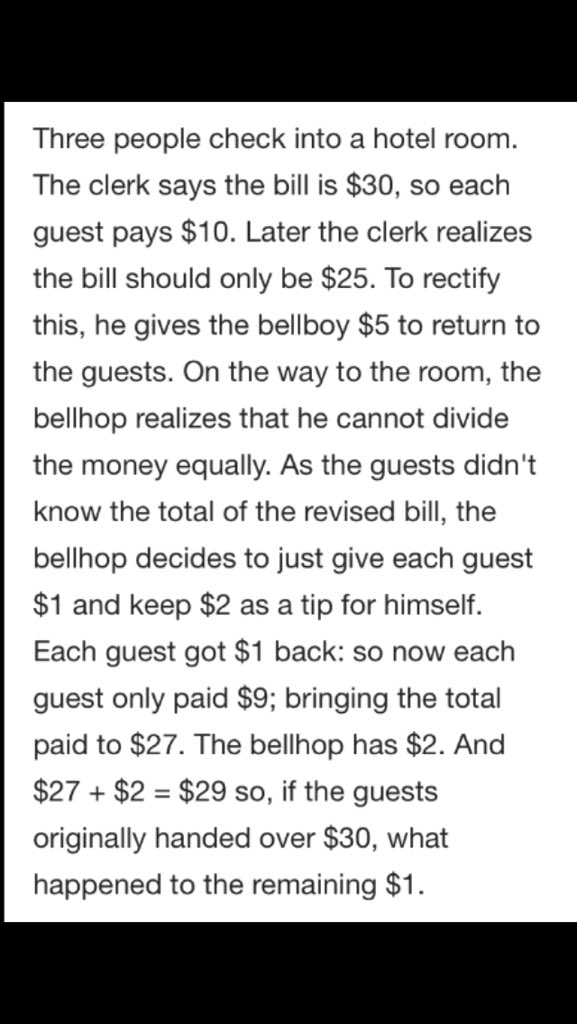 Three people check into a hotel room.
The clerk says the bill is $30, so each
guest pays $10. Later the clerk realizes
the bill should only be $25. To rectify
this, he gives the bellboy $5 to return to
the guests. On the way to the room, the
bellhop realizes that he cannot divide
the money equally. As the guests didn't
know the total of the revised bill, the
bellhop decides to just give each guest
$1 and keep $2 as a tip for himself.
Each guest got $1 back: so now each
guest only paid $9; bringing the total
paid to $27. The bellhop has $2. And
$27 + $2 = $29 so, if the guests
originally handed over $30, what
happened to the remaining $1.